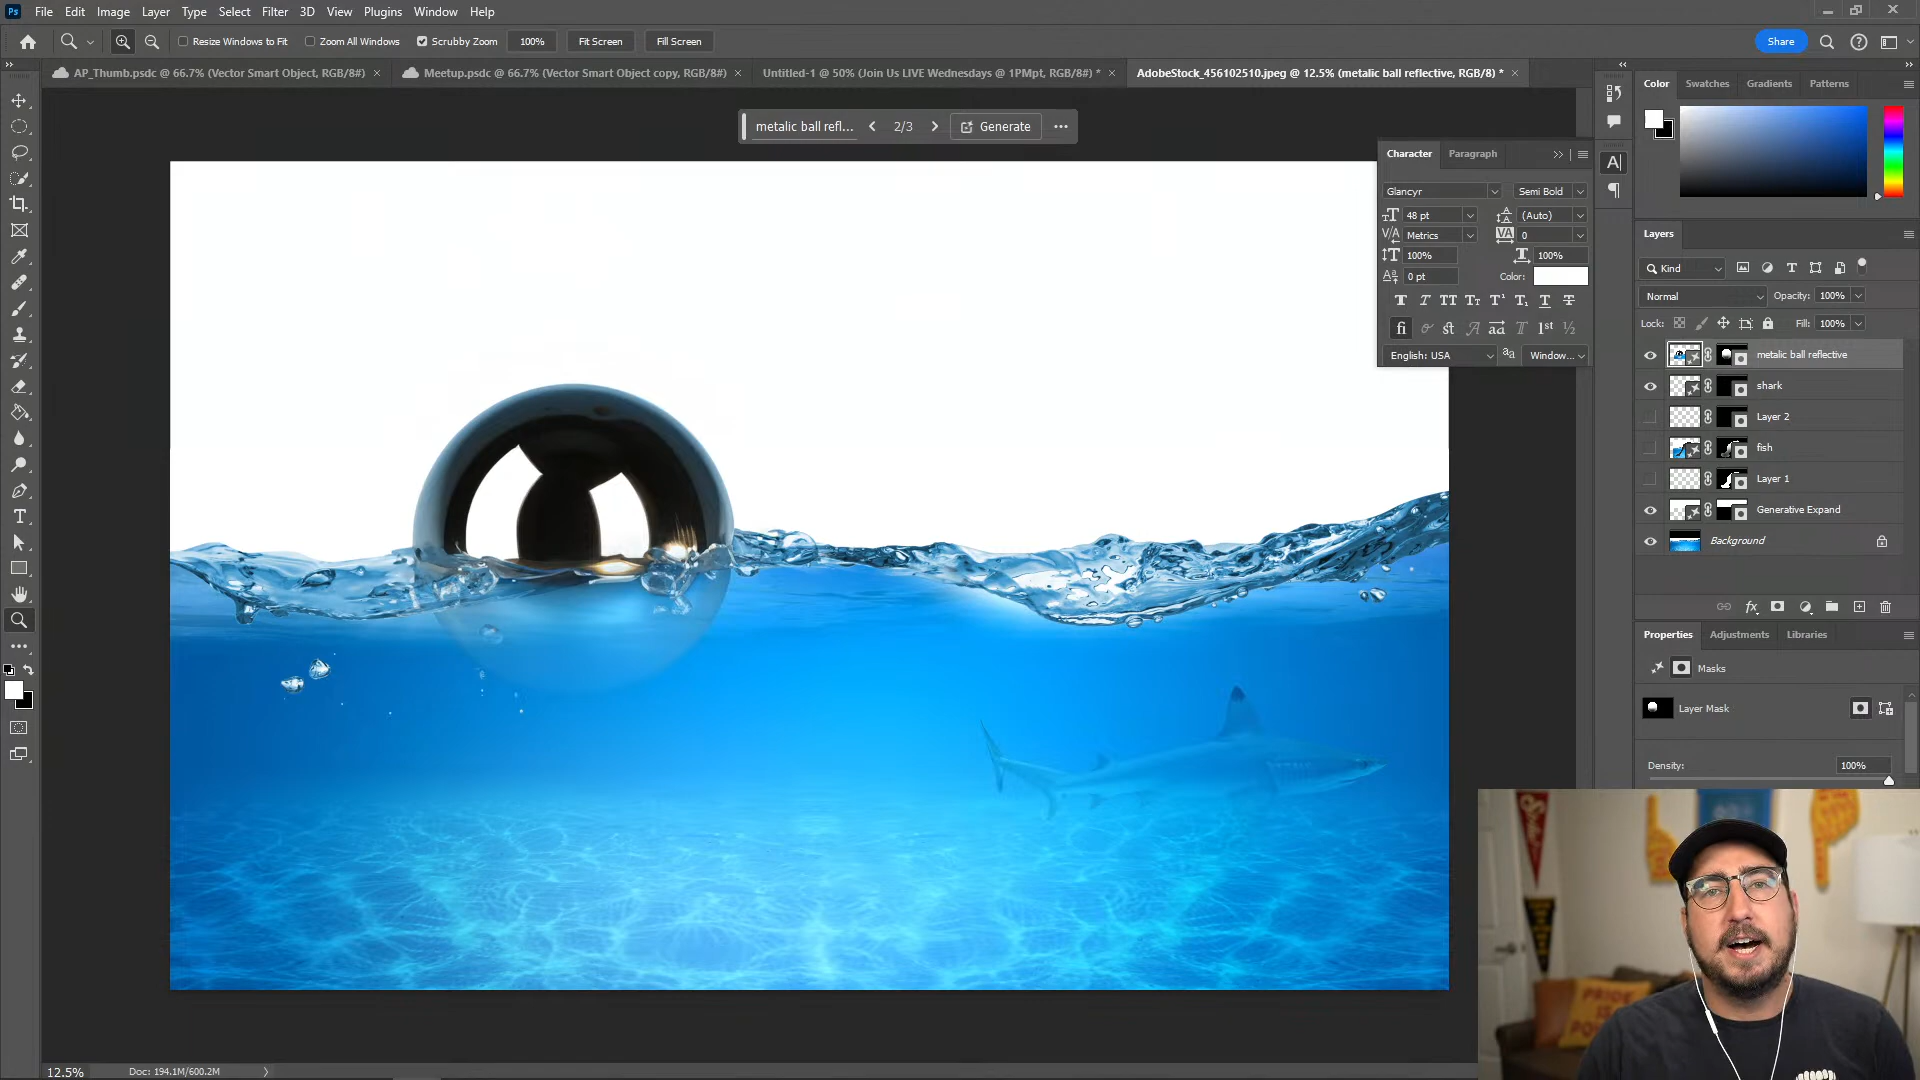 Ps File Edit Image Layer Type Select Filter 3D View Plugins Window Help
Resize Windows to Fit Zoom All Windows Scrubby Zoom 100% Fit Screen Fill Screen Share
AP_Thumb.psdc @ 66.7% (Vector Smart Object, RGB/8#) × Meetup.psdc @ 66.7% (Vector Smart Object copy, RGB/8#) × Untitled-1 @ 50% (Join Us LIVE Wednesdays @ 1PMpt, RGB/8#) * × AdobeStock_456102510.jpeg @ 12.5% (metalic ball reflective, RGB/8) * ×
Color Swatches Gradients Patterns
metalic ball refl... 2/3 Generate
Character Paragraph
Glancyr Semi Bold
48 pt (Auto)
Metrics 0
100% 100%
0 pt Color:
English: USA Window...
Layers
Kind
Normal Opacity: 100%
Lock: Fill: 100%
metalic ball reflective
shark
Layer 2
fish
Layer 1
Generative Expand
Background
Properties Adjustments Libraries
Masks
Layer Mask
Density: 100%
12.5% Doc: 194.1M/600.2M